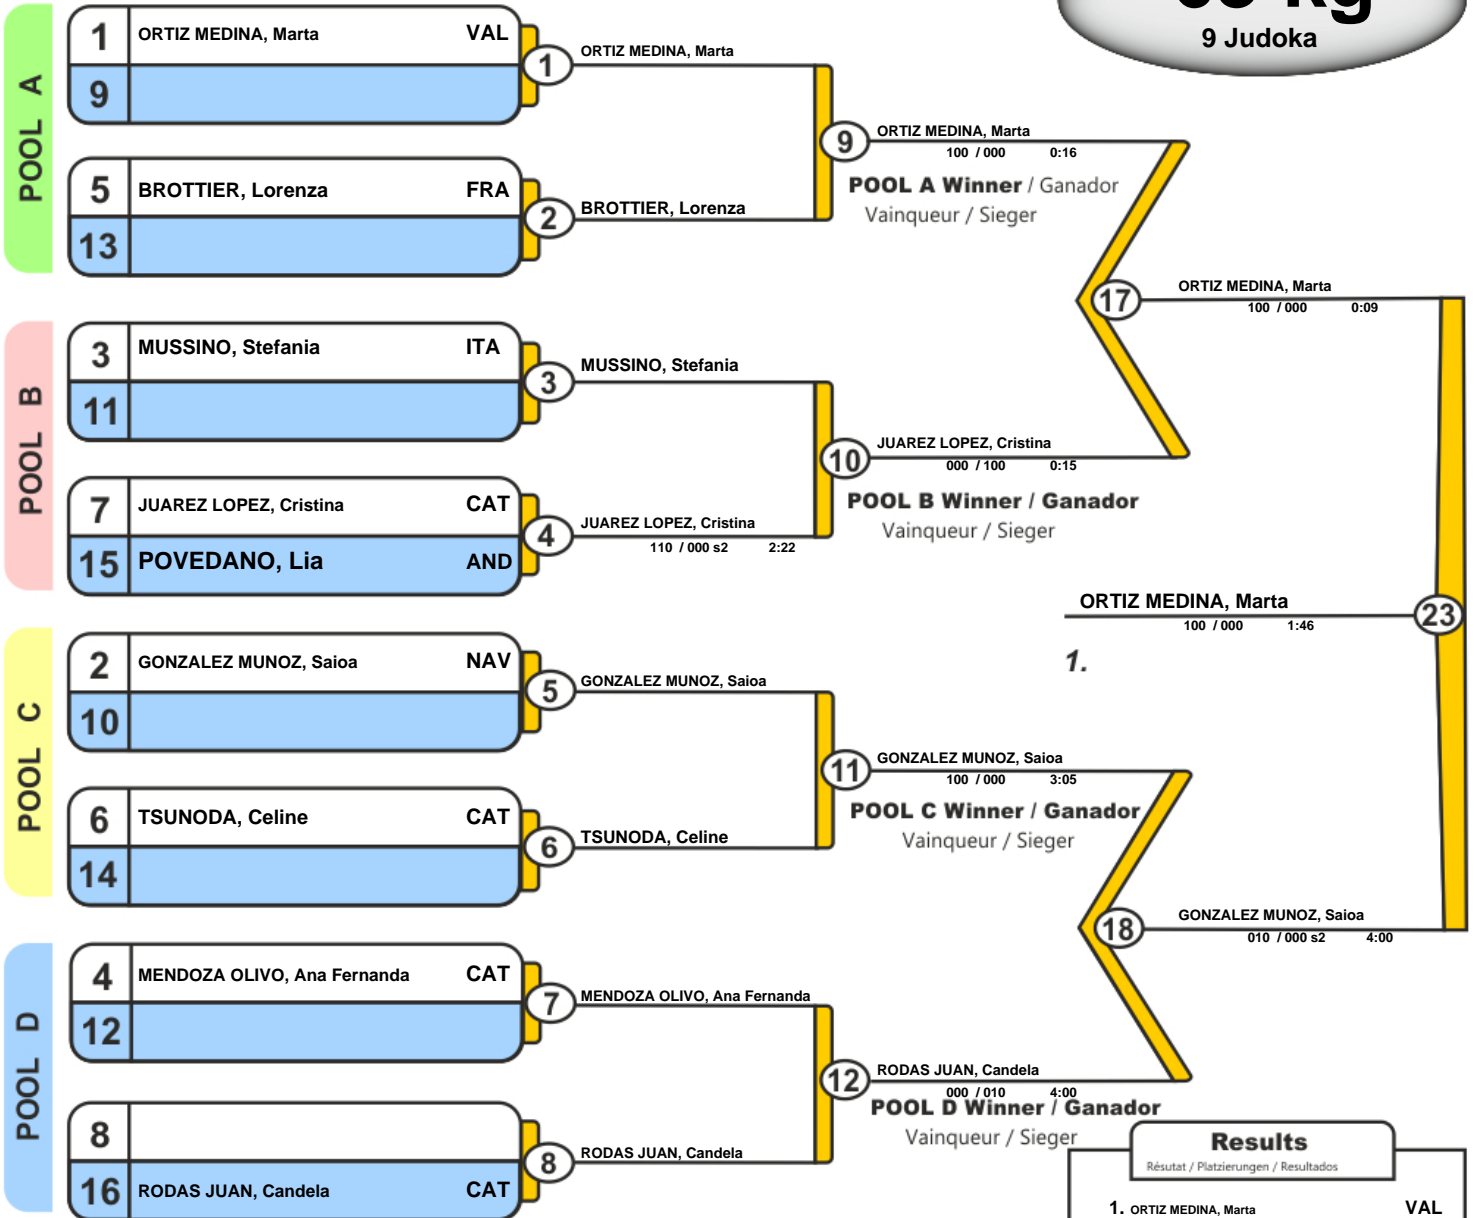 9 Judoka
POOL A
1 ORTIZ MEDINA, Marta VAL
9
1
ORTIZ MEDINA, Marta
5 BROTTIER, Lorenza FRA
13
2
BROTTIER, Lorenza
9
ORTIZ MEDINA, Marta
100 / 000 0:16
POOL A Winner / Ganador
Vainqueur / Sieger
POOL B
3 MUSSINO, Stefania ITA
11
3
MUSSINO, Stefania
7 JUAREZ LOPEZ, Cristina CAT
15 POVEDANO, Lia AND
4
JUAREZ LOPEZ, Cristina
110 / 000 s2 2:22
10
JUAREZ LOPEZ, Cristina
000 / 100 0:15
POOL B Winner / Ganador
Vainqueur / Sieger
17
ORTIZ MEDINA, Marta
100 / 000 0:09
POOL C
2 GONZALEZ MUNOZ, Saioa NAV
10
5
GONZALEZ MUNOZ, Saioa
6 TSUNODA, Celine CAT
14
6
TSUNODA, Celine
11
GONZALEZ MUNOZ, Saioa
100 / 000 3:05
POOL C Winner / Ganador
Vainqueur / Sieger
POOL D
4 MENDOZA OLIVO, Ana Fernanda CAT
12
7
MENDOZA OLIVO, Ana Fernanda
8
16 RODAS JUAN, Candela CAT
8
RODAS JUAN, Candela
12
RODAS JUAN, Candela
000 / 010 4:00
POOL D Winner / Ganador
Vainqueur / Sieger
18
GONZALEZ MUNOZ, Saioa
010 / 000 s2 4:00
23
ORTIZ MEDINA, Marta
100 / 000 1:46
1.
Results
Résutat / Platzierungen / Resultados
1. ORTIZ MEDINA, Marta VAL